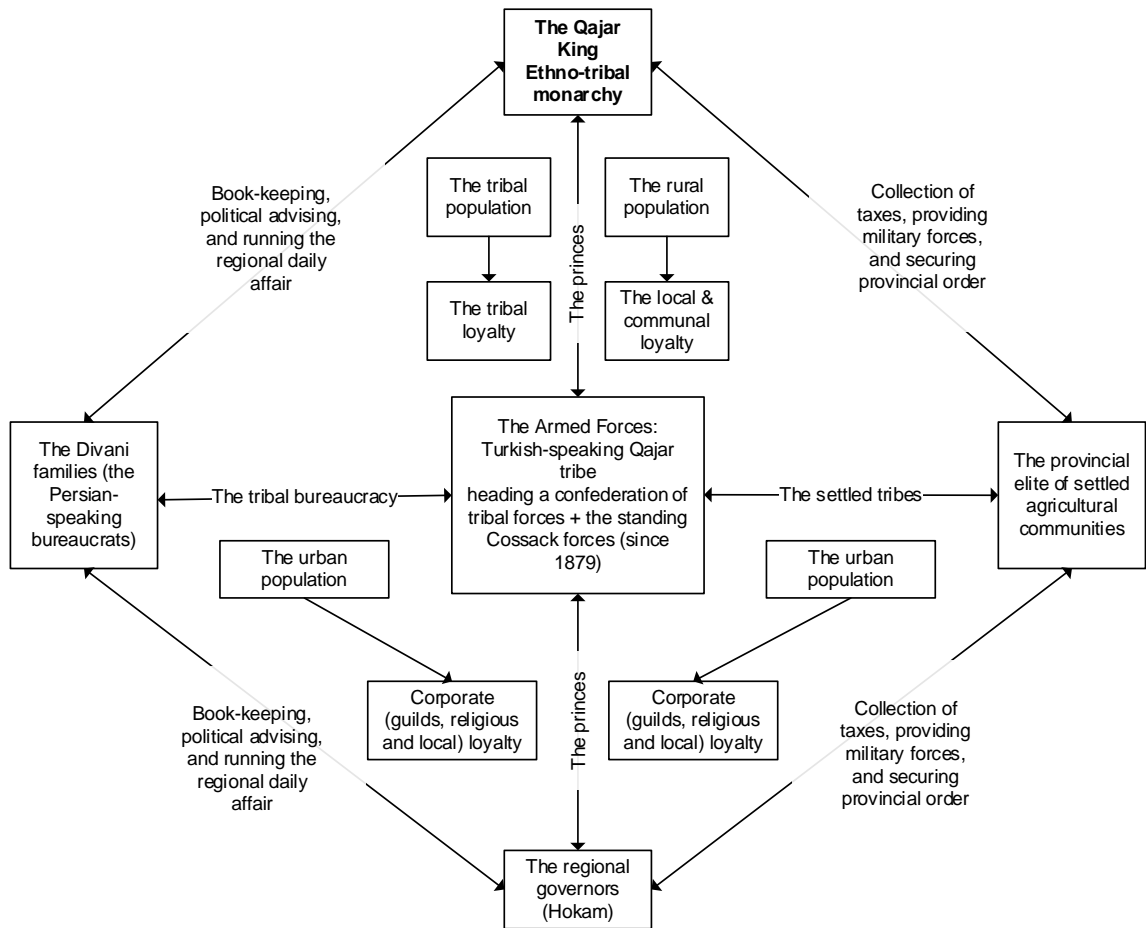 The Qajar
King
Ethno-tribal
monarchy
Book-keeping,
political advising,
and running the
regional daily
affair
The tribal
population
The rural
population
Collection of
taxes, providing
military forces,
and securing
provincial order
The princes
The tribal
loyalty
The local &
communal
loyalty
The Divani
families (the
Persian-
speaking
bureaucrats)
The tribal bureaucracy
The Armed Forces:
Turkish-speaking Qajar
tribe
heading a confederation of
tribal forces + the standing
Cossack forces (since
1879)
The settled tribes
The provincial
elite of settled
agricultural
communities
The urban
population
The urban
population
Book-keeping,
political advising,
and running the
regional daily
affair
Corporate
(guilds, religious
and local) loyalty
The princes
Corporate
(guilds, religious
and local) loyalty
Collection of
taxes, providing
military forces,
and securing
provincial order
The regional
governors
(Hokam)